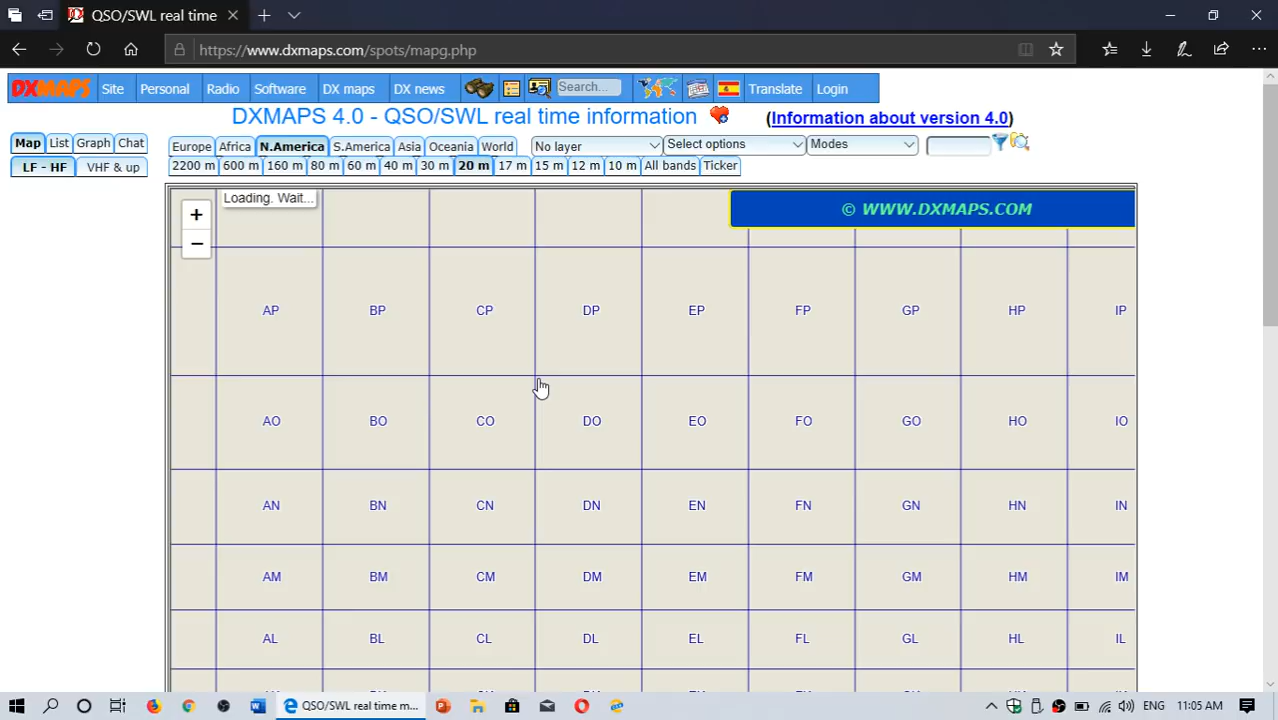 QSO/SWL real time
https://www.dxmaps.com/spots/mapg.php
DXMAPS Site Personal Radio Software DX maps DX news Search... Translate Login
DXMAPS 4.0 - QSO/SWL real time information (Information about version 4.0)
Map List Graph Chat Europe Africa N.America S.America Asia Oceania World No layer Select options Modes
LF - HF VHF & up 2200 m 600 m 160 m 80 m 60 m 40 m 30 m 20 m 17 m 15 m 12 m 10 m All bands Ticker
Loading. Wait...
+
© WWW.DXMAPS.COM
−
AP BP CP DP EP FP GP HP IP
AO BO CO DO EO FO GO HO IO
AN BN CN DN EN FN GN HN IN
AM BM CM DM EM FM GM HM IM
AL BL CL DL EL FL GL HL IL
QSO/SWL real time m... ENG 11:05 AM